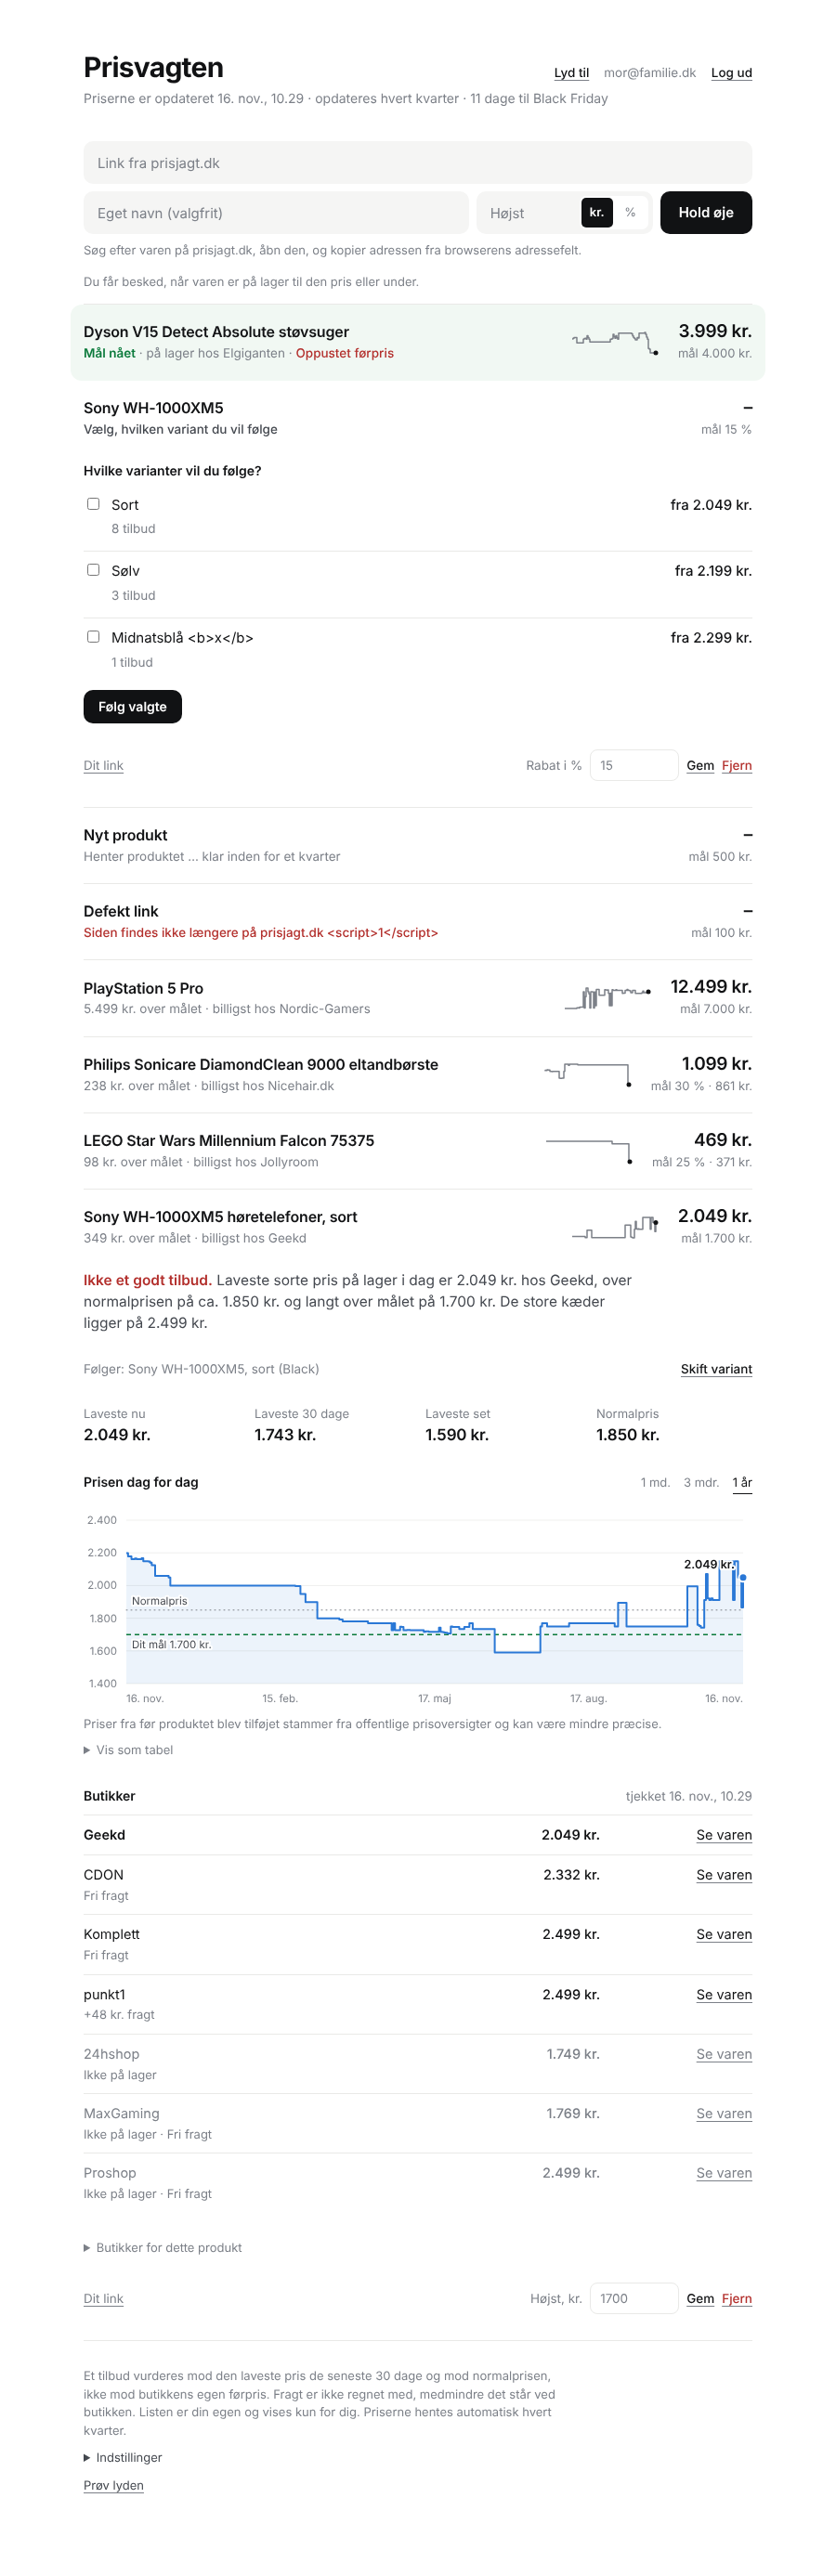 Prisvagten
Lyd til mor@familie.dk Log ud
Priserne er opdateret 16. nov., 10.29 · opdateres hvert kvarter · 11 dage til Black Friday
Link fra prisjagt.dk
Eget navn (valgfrit) Højst kr. % Hold øje
Søg efter varen på prisjagt.dk, åbn den, og kopier adressen fra browserens adressefelt.
Du får besked, når varen er på lager til den pris eller under.
Dyson V15 Detect Absolute støvsuger 3.999 kr.
Mål nået · på lager hos Elgiganten · Oppustet førpris mål 4.000 kr.
Sony WH-1000XM5 –
Vælg, hvilken variant du vil følge mål 15 %
Hvilke varianter vil du følge?
Sort fra 2.049 kr.
8 tilbud
Sølv fra 2.199 kr.
3 tilbud
Midnatsblå <b>x</b> fra 2.299 kr.
1 tilbud
Følg valgte
Dit link Rabat i % 15 Gem Fjern
Nyt produkt –
Henter produktet ... klar inden for et kvarter mål 500 kr.
Defekt link –
Siden findes ikke længere på prisjagt.dk <script>1</script> mål 100 kr.
PlayStation 5 Pro 12.499 kr.
5.499 kr. over målet · billigst hos Nordic-Gamers mål 7.000 kr.
Philips Sonicare DiamondClean 9000 eltandbørste 1.099 kr.
238 kr. over målet · billigst hos Nicehair.dk mål 30 % · 861 kr.
LEGO Star Wars Millennium Falcon 75375 469 kr.
98 kr. over målet · billigst hos Jollyroom mål 25 % · 371 kr.
Sony WH-1000XM5 høretelefoner, sort 2.049 kr.
349 kr. over målet · billigst hos Geekd mål 1.700 kr.
Ikke et godt tilbud. Laveste sorte pris på lager i dag er 2.049 kr. hos Geekd, over
normalprisen på ca. 1.850 kr. og langt over målet på 1.700 kr. De store kæder
ligger på 2.499 kr.
Følger: Sony WH-1000XM5, sort (Black) Skift variant
Laveste nu Laveste 30 dage Laveste set Normalpris
2.049 kr. 1.743 kr. 1.590 kr. 1.850 kr.
Prisen dag for dag 1 md. 3 mdr. 1 år
2.400
2.200
2.049 kr.
2.000
Normalpris
1.800
Dit mål 1.700 kr.
1.600
1.400
16. nov. 15. feb. 17. maj 17. aug. 16. nov.
Priser fra før produktet blev tilføjet stammer fra offentlige prisoversigter og kan være mindre præcise.
Vis som tabel
Butikker tjekket 16. nov., 10.29
Geekd 2.049 kr. Se varen
CDON 2.332 kr. Se varen
Fri fragt
Komplett 2.499 kr. Se varen
Fri fragt
punkt1 2.499 kr. Se varen
+48 kr. fragt
24hshop 1.749 kr. Se varen
Ikke på lager
MaxGaming 1.769 kr. Se varen
Ikke på lager · Fri fragt
Proshop 2.499 kr. Se varen
Ikke på lager · Fri fragt
Butikker for dette produkt
Dit link Højst, kr. 1700 Gem Fjern
Et tilbud vurderes mod den laveste pris de seneste 30 dage og mod normalprisen,
ikke mod butikkens egen førpris. Fragt er ikke regnet med, medmindre det står ved
butikken. Listen er din egen og vises kun for dig. Priserne hentes automatisk hvert
kvarter.
Indstillinger
Prøv lyden